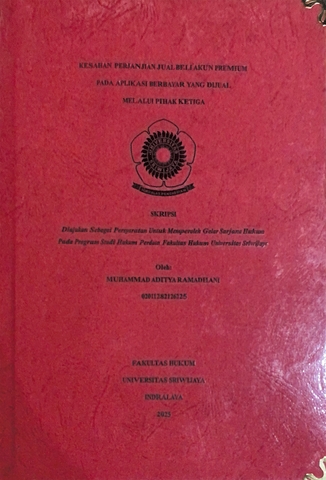 KESAHAN PERJANJIAN JUAL BELI AKUN PREMIUM
PADA APLIKASI BERBAYAR YANG DIJUAL
MELALUI PIHAK KETIGA
SKRIPSI
Diajukan Sebagai Persyaratan Untuk Memperoleh Gelar Sarjana Hukum
Pada Program Studi Hukum Perdata Fakultas Hukum Universitas Sriwijaya
Oleh:
MUHAMMAD ADITYA RAMADHANI
FAKULTAS HUKUM
UNIVERSITAS SRIWIJAYA
INDRALAYA
2025